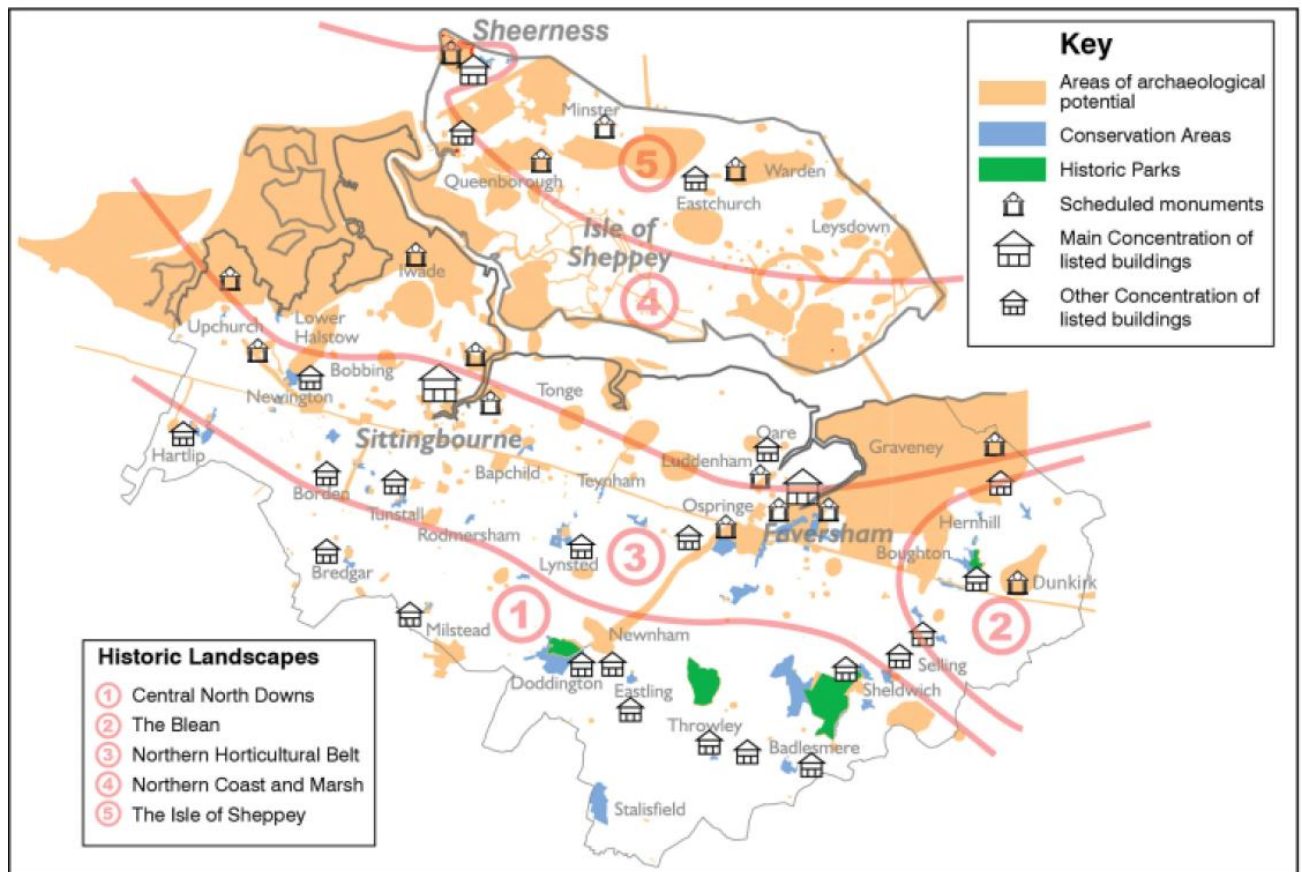 Sheerness
Minster
5
Queenborough
Eastchurch
Warden
Isle of
Sheppey
Leysdown
4
Iwade
Upchurch
Lower
Halstow
Bobbing
Newington
Tonge
Sittingbourne
Hartlip
Borden
Tunstall
Bapchild
Teynham
Luddenham
Oare
Graveney
Ospringe
Faversham
Hernhill
Boughton
Dunkirk
Rodmersham
Lynsted
3
Bredgar
1
2
Milstead
Newnham
Doddington
Eastling
Selling
Sheldwich
Throwley
Badlesmere
Stalisfield
Key
Areas of archaeological
potential
Conservation Areas
Historic Parks
Scheduled monuments
Main Concentration of
listed buildings
Other Concentration of
listed buildings
Historic Landscapes
1 Central North Downs
2 The Blean
3 Northern Horticultural Belt
4 Northern Coast and Marsh
5 The Isle of Sheppey